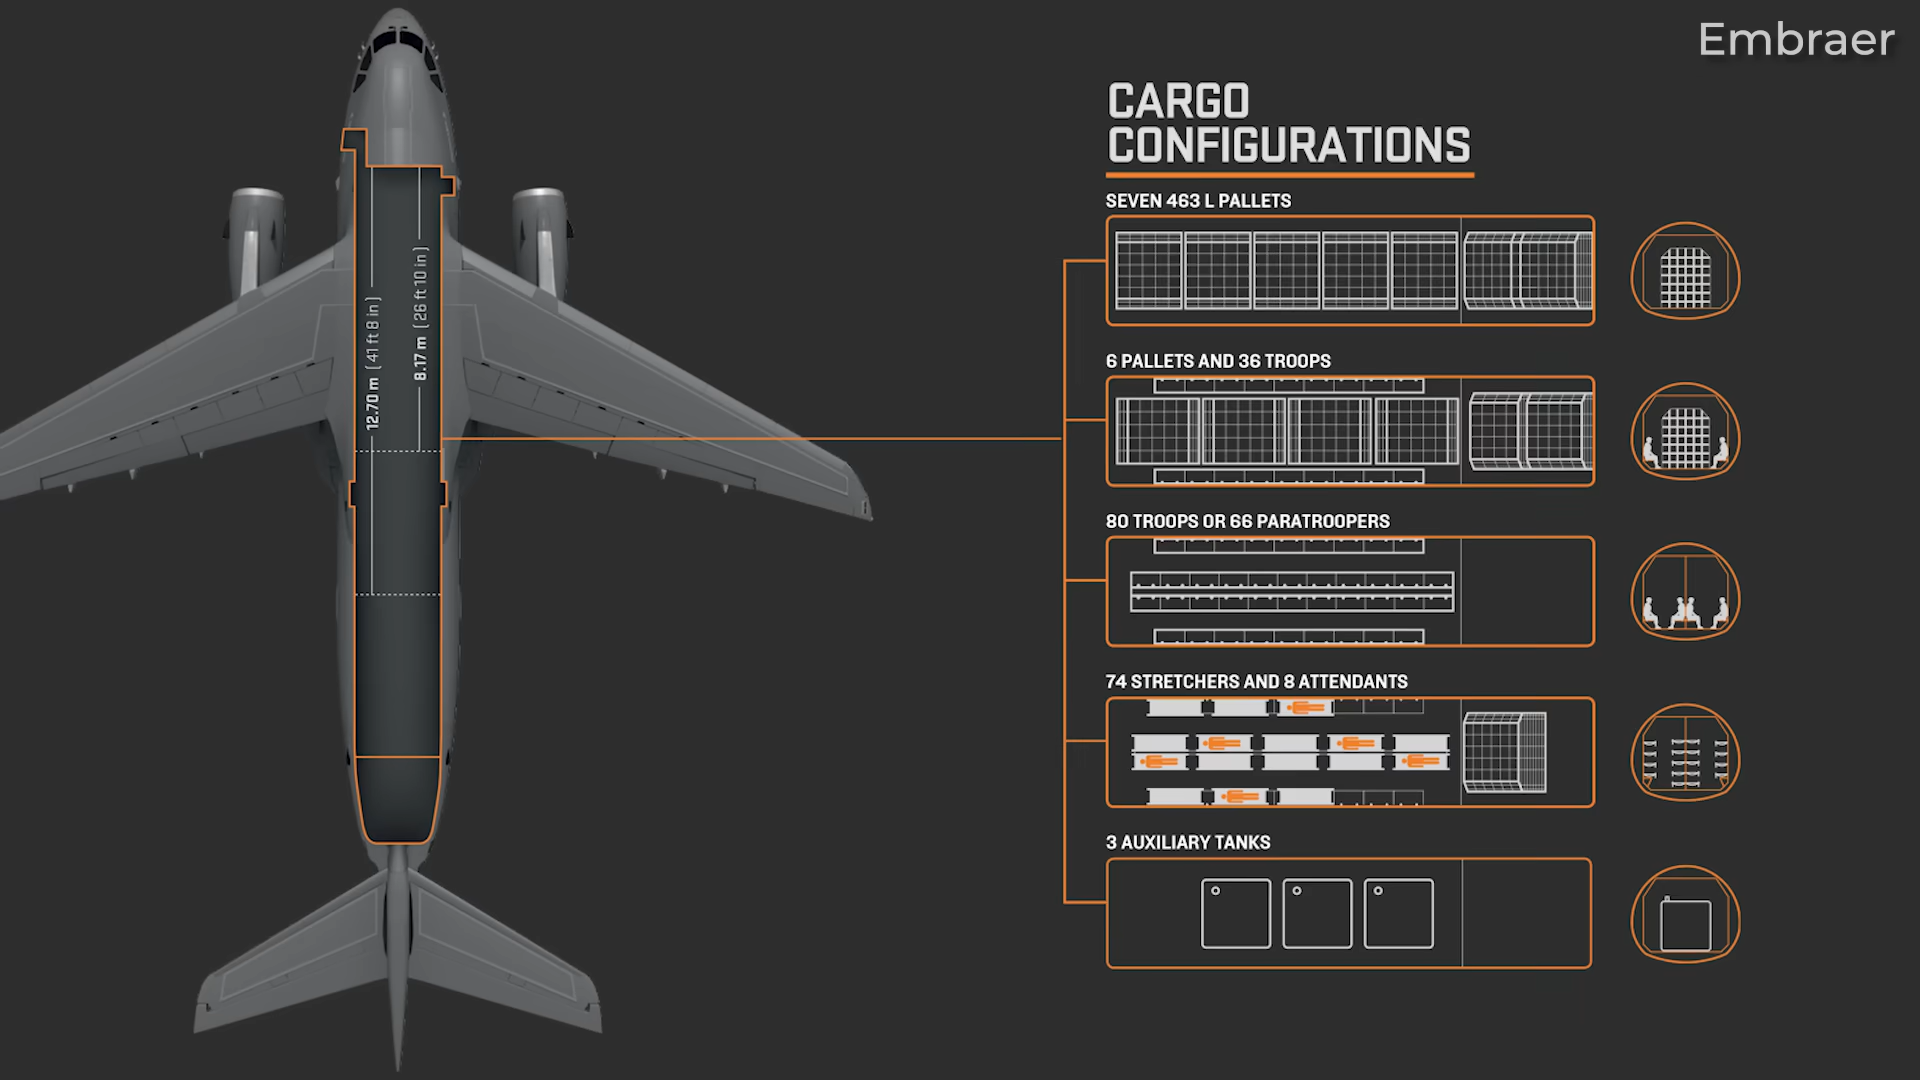 Embraer
CARGO
CONFIGURATIONS
SEVEN 463 L PALLETS
6 PALLETS AND 36 TROOPS
80 TROOPS OR 66 PARATROOPERS
74 STRETCHERS AND 8 ATTENDANTS
3 AUXILIARY TANKS
12.70 m [41 ft 8 in]
8.17 m [26 ft 10 in]